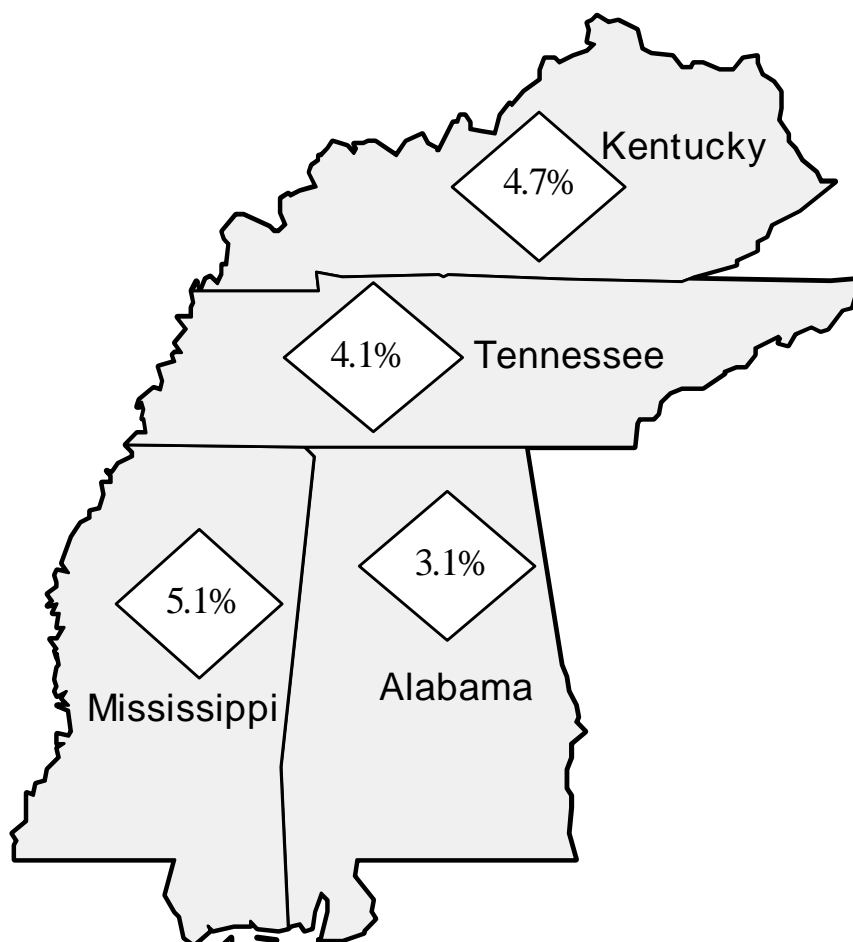 Kentucky
4.7%
4.1%
Tennessee
3.1%
5.1%
Alabama
Mississippi